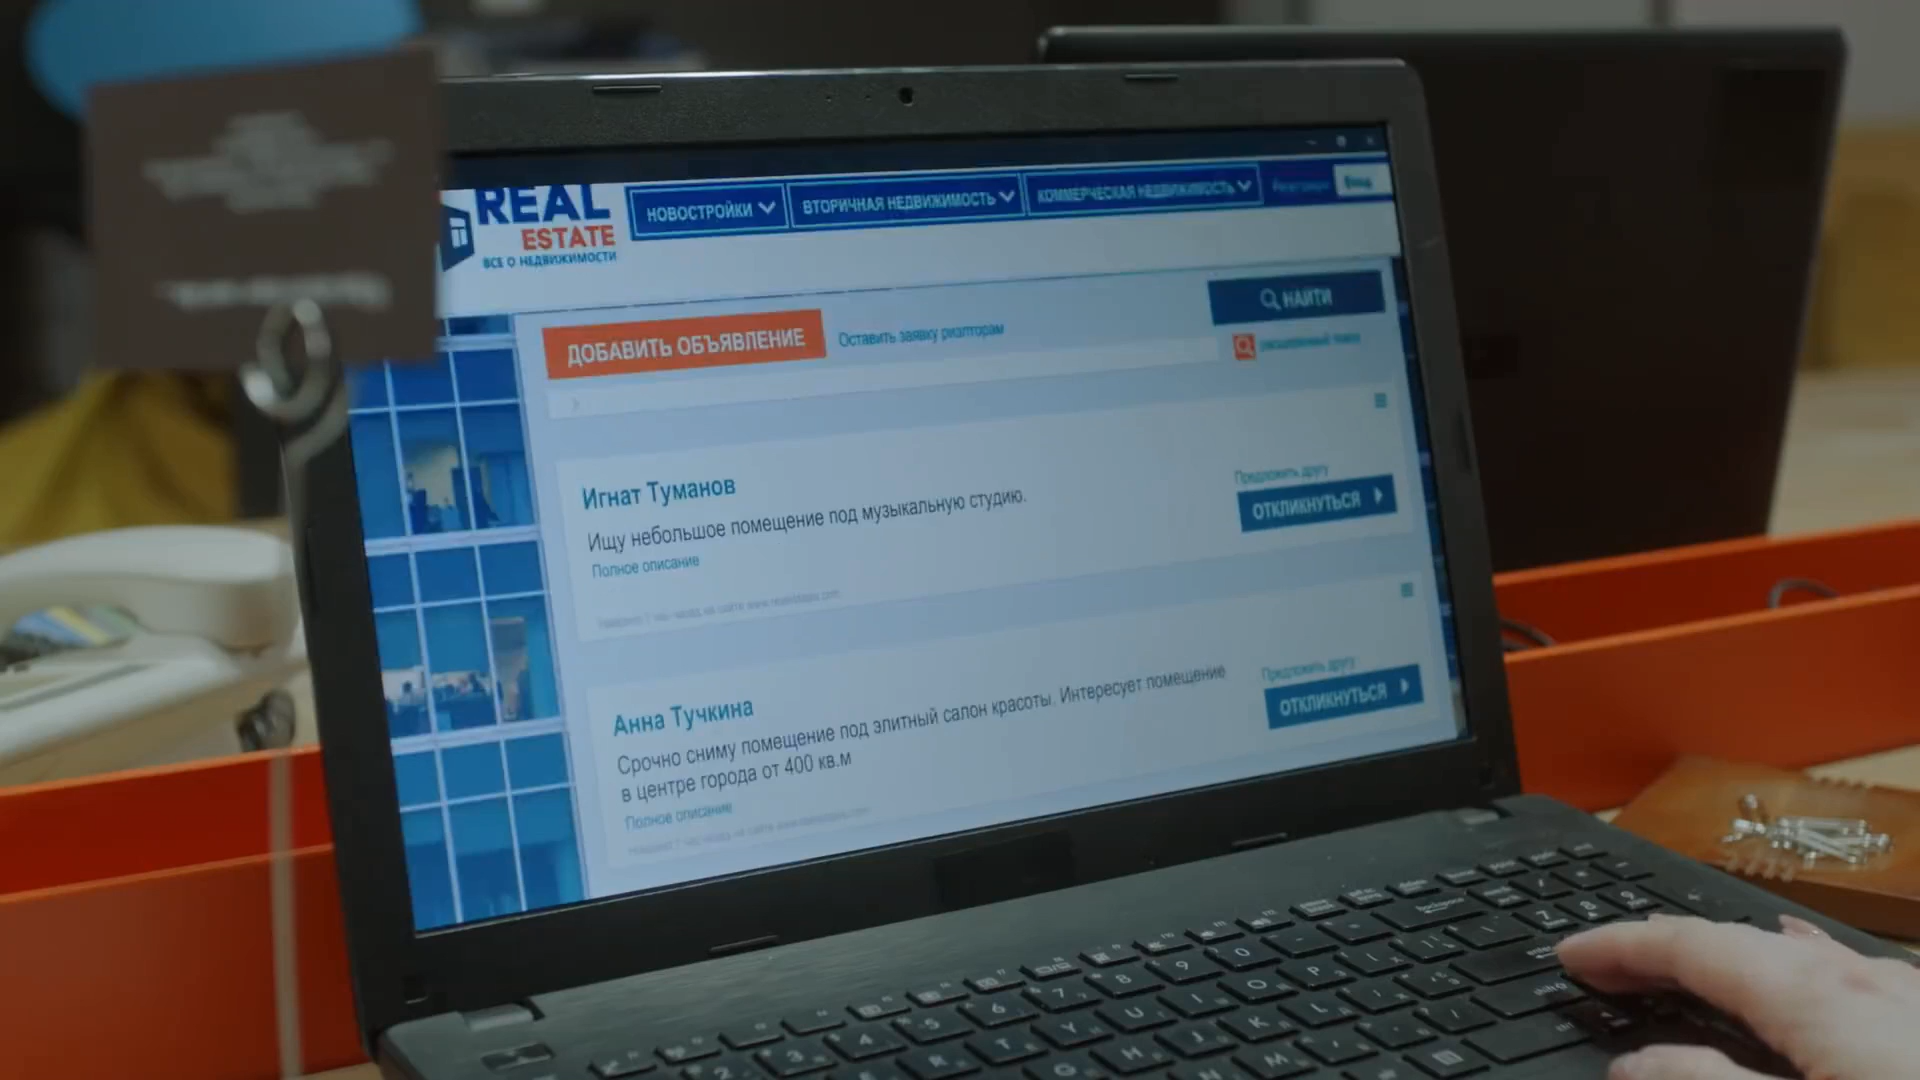 REAL
ESTATE
ВСЕ О НЕДВИЖИМОСТИ
НОВОСТРОЙКИ
ВТОРИЧНАЯ НЕДВИЖИМОСТЬ
КОММЕРЧЕСКАЯ НЕДВИЖИМОСТЬ
НАЙТИ
ДОБАВИТЬ ОБЪЯВЛЕНИЕ
Оставить заявку риэлторам
расширенный поиск
Игнат Туманов
Ищу небольшое помещение под музыкальную студию.
Полное описание
Предложить другу
ОТКЛИКНУТЬСЯ
Анна Тучкина
Срочно сниму помещение под элитный салон красоты. Интересует помещение
в центре города от 400 кв.м
Полное описание
Предложить другу
ОТКЛИКНУТЬСЯ